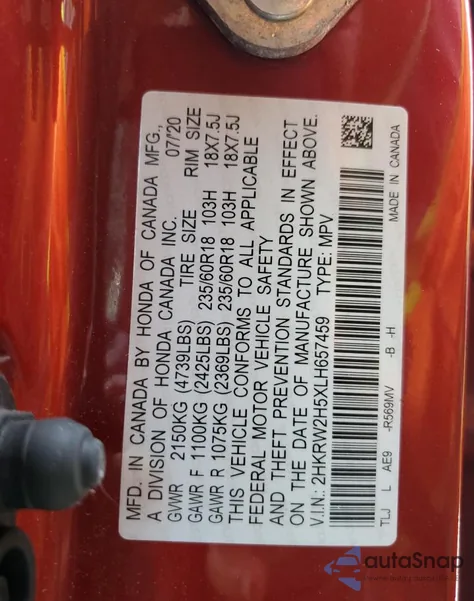 MFD. IN CANADA BY HONDA OF CANADA MFG.,
A DIVISION OF HONDA CANADA INC. 07/'20
GVWR 2150KG (4739LBS) TIRE SIZE RIM SIZE
GAWR F 1100KG (2425LBS) 235/60R18 103H 18X7.5J
GAWR R 1075KG (2369LBS) 235/60R18 103H 18X7.5J
THIS VEHICLE CONFORMS TO ALL APPLICABLE
FEDERAL MOTOR VEHICLE SAFETY
AND THEFT PREVENTION STANDARDS IN EFFECT
ON THE DATE OF MANUFACTURE SHOWN ABOVE.
V.I.N.: 2HKRW2H5XLH657459 TYPE: MPV
TLJ L AE9 -R569MV -B -H MADE IN CANADA
autaSnap